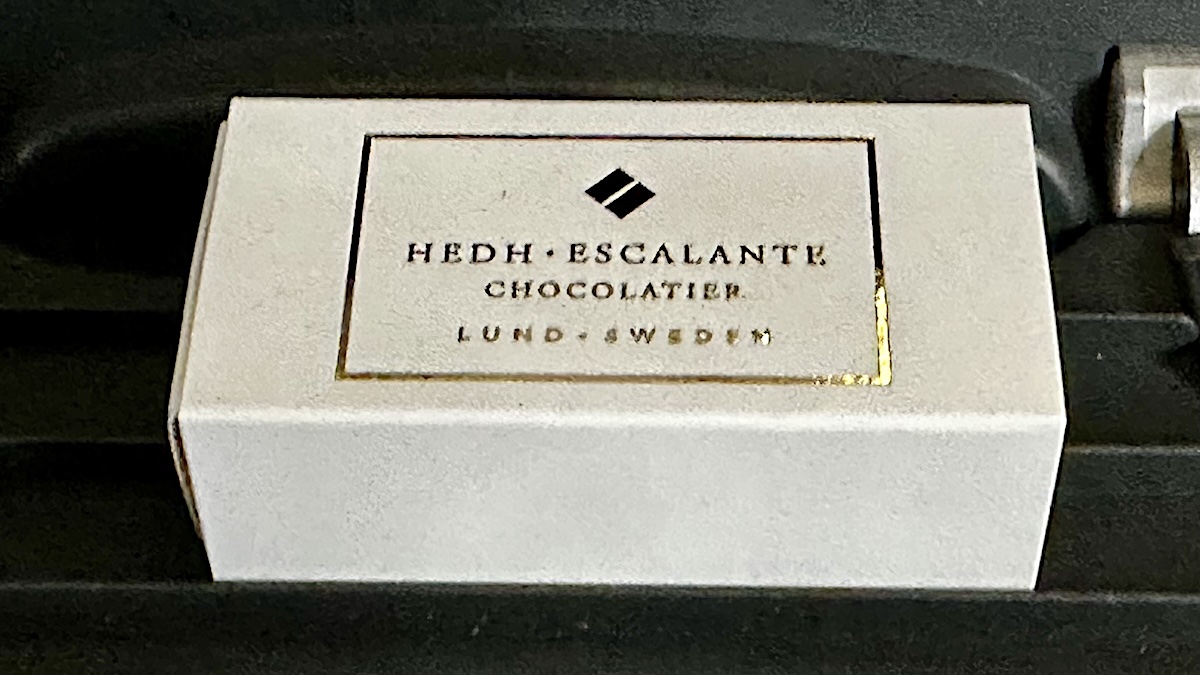 HEDH · ESCALANTE
CHOCOLATIER
LUND · SWEDEN